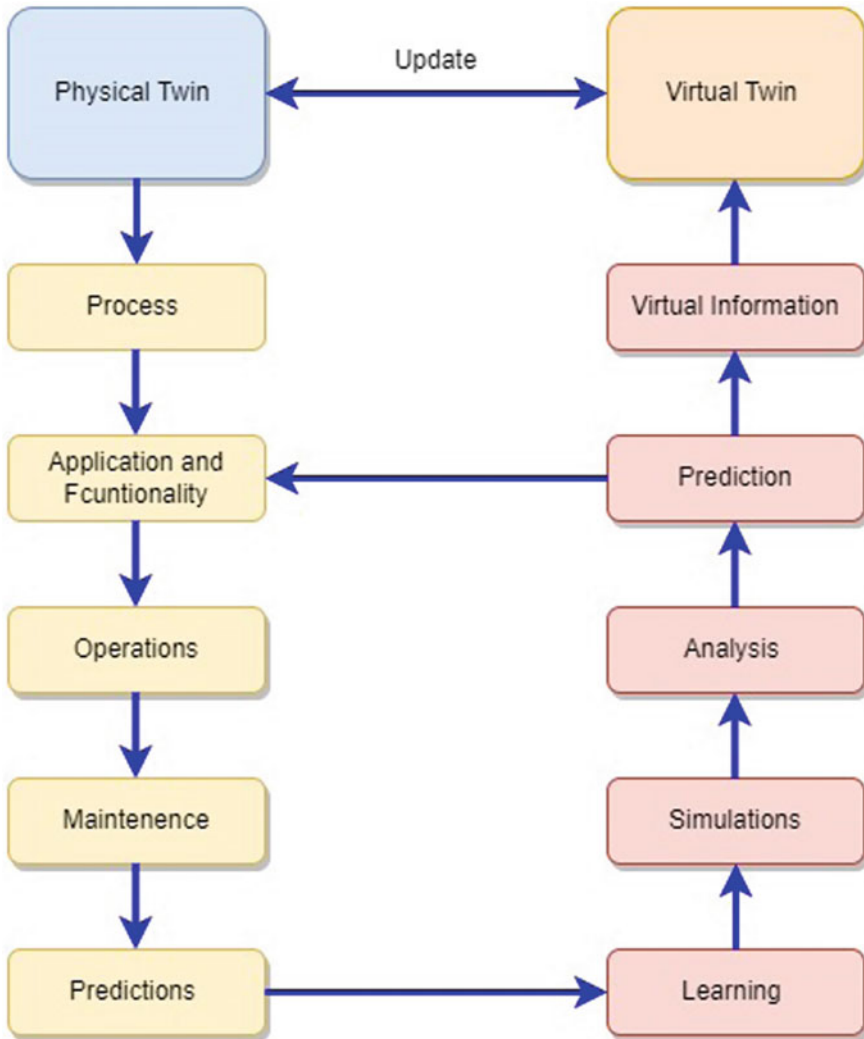 Physical Twin
Update
Virtual Twin
Process
Virtual Information
Application and
Fcuntionality
Prediction
Operations
Analysis
Maintenence
Simulations
Predictions
Learning